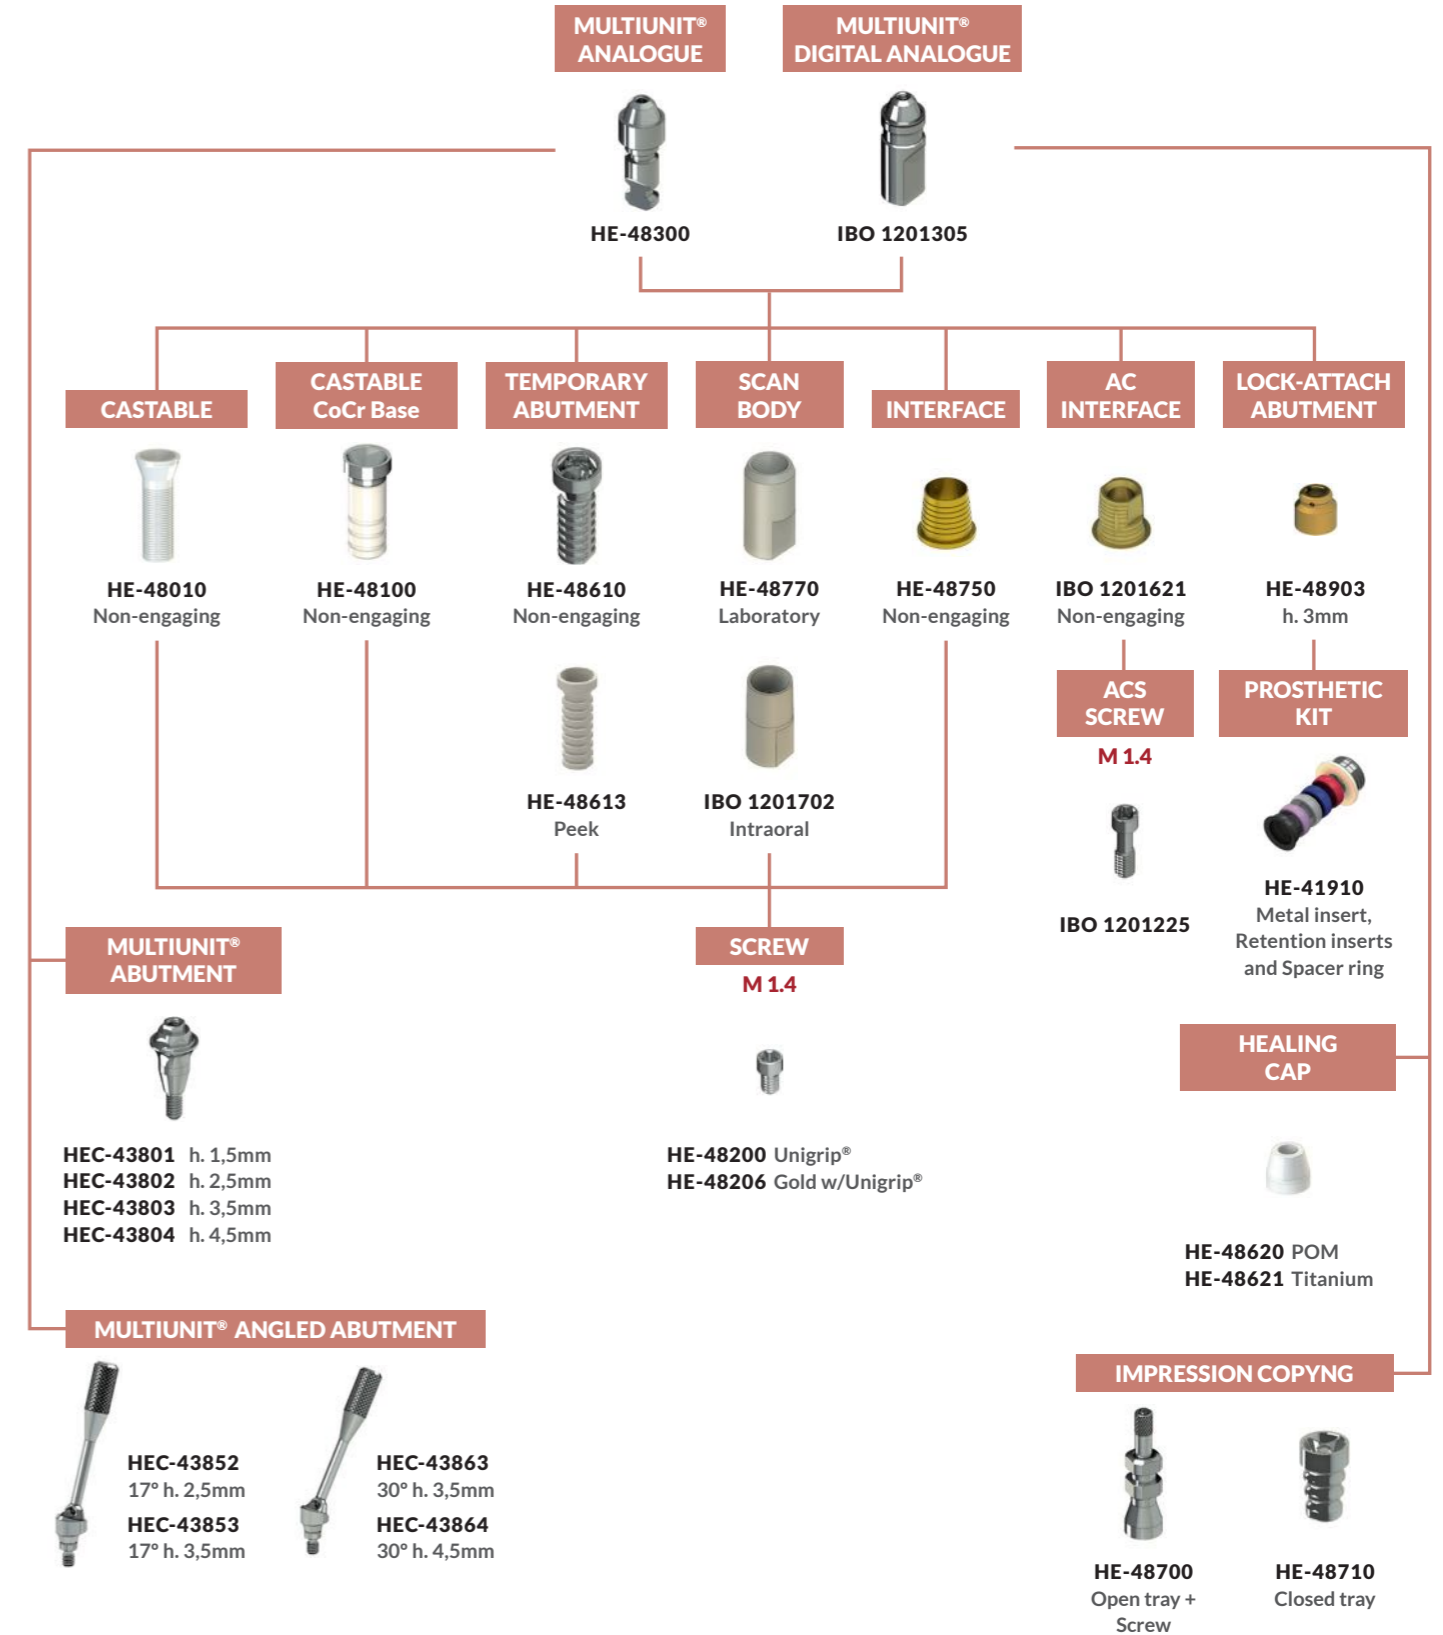 MULTIUNIT®
ANALOGUE
MULTIUNIT®
DIGITAL ANALOGUE
HE-48300
IBO 1201305
CASTABLE
CASTABLE
CoCr Base
TEMPORARY
ABUTMENT
SCAN
BODY
INTERFACE
AC
INTERFACE
LOCK-ATTACH
ABUTMENT
HE-48010
Non-engaging
HE-48100
Non-engaging
HE-48610
Non-engaging
HE-48770
Laboratory
HE-48750
Non-engaging
IBO 1201621
Non-engaging
HE-48903
h. 3mm
HE-48613
Peek
IBO 1201702
Intraoral
ACS
SCREW
M 1.4
IBO 1201225
PROSTHETIC
KIT
HE-41910
Metal insert,
Retention inserts
and Spacer ring
MULTIUNIT®
ABUTMENT
HEC-43801 h. 1,5mm
HEC-43802 h. 2,5mm
HEC-43803 h. 3,5mm
HEC-43804 h. 4,5mm
SCREW
M 1.4
HE-48200 Unigrip®
HE-48206 Gold w/Unigrip®
HEALING
CAP
HE-48620 POM
HE-48621 Titanium
MULTIUNIT® ANGLED ABUTMENT
HEC-43852
17° h. 2,5mm
HEC-43853
17° h. 3,5mm
HEC-43863
30° h. 3,5mm
HEC-43864
30° h. 4,5mm
IMPRESSION COPYNG
HE-48700
Open tray +
Screw
HE-48710
Closed tray